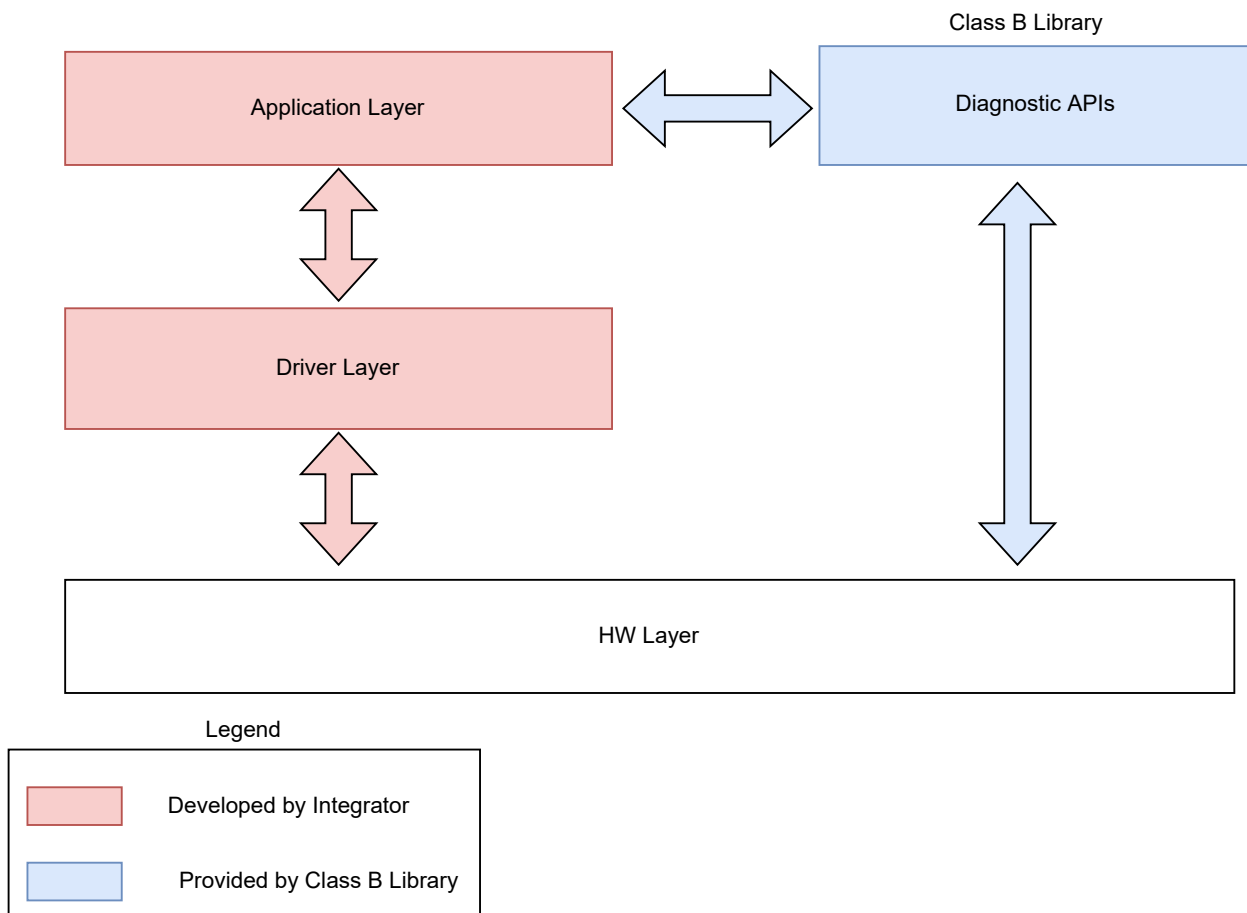 Class B Library
Application Layer
Diagnostic APIs
Driver Layer
HW Layer
Legend
Developed by Integrator
Provided by Class B Library